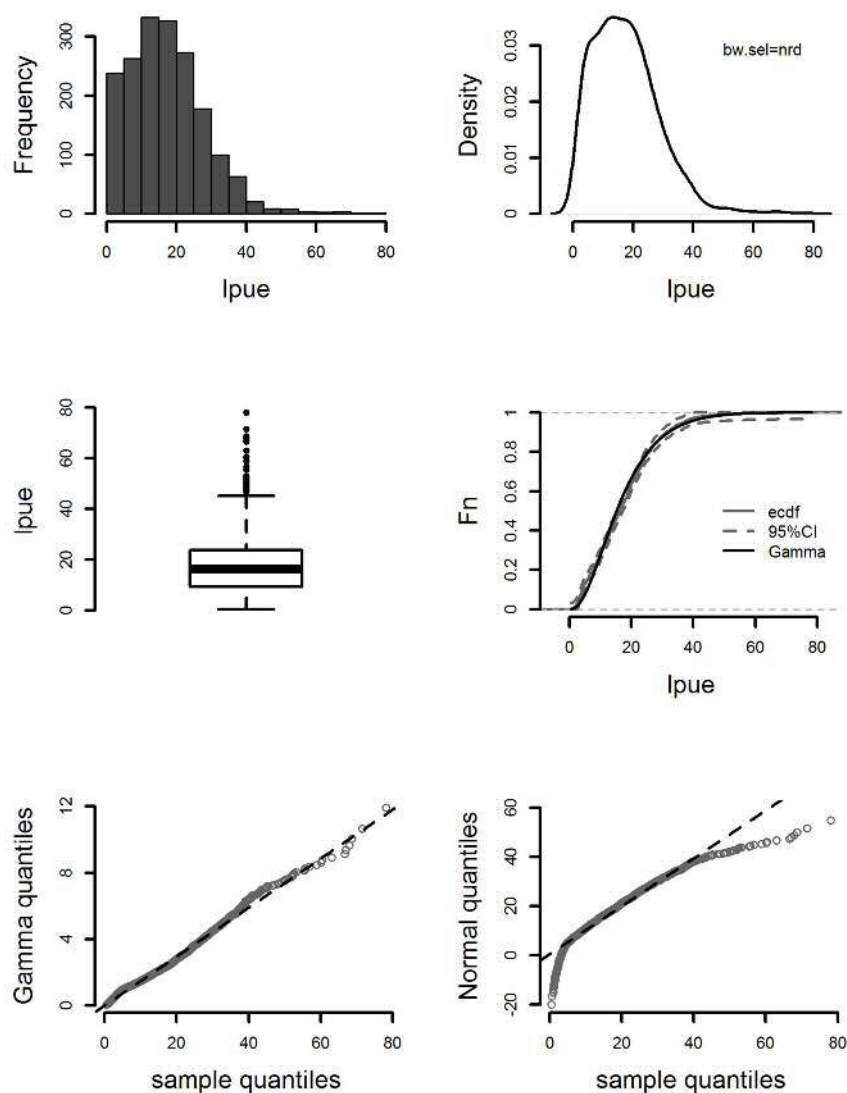 Frequency
300
200
100
0
0 20 40 60 80
lpue
Density
0.03
0.02
0.01
0
bw.sel=nrd
0 20 40 60 80
lpue
lpue
80
60
40
20
0
Fn
1
0.8
0.6
0.4
0.2
0
ecdf
95%CI
Gamma
0 20 40 60 80
lpue
Gamma quantiles
12
8
4
0
0 20 40 60 80
sample quantiles
Normal quantiles
60
40
20
0
-20
0 20 40 60 80
sample quantiles